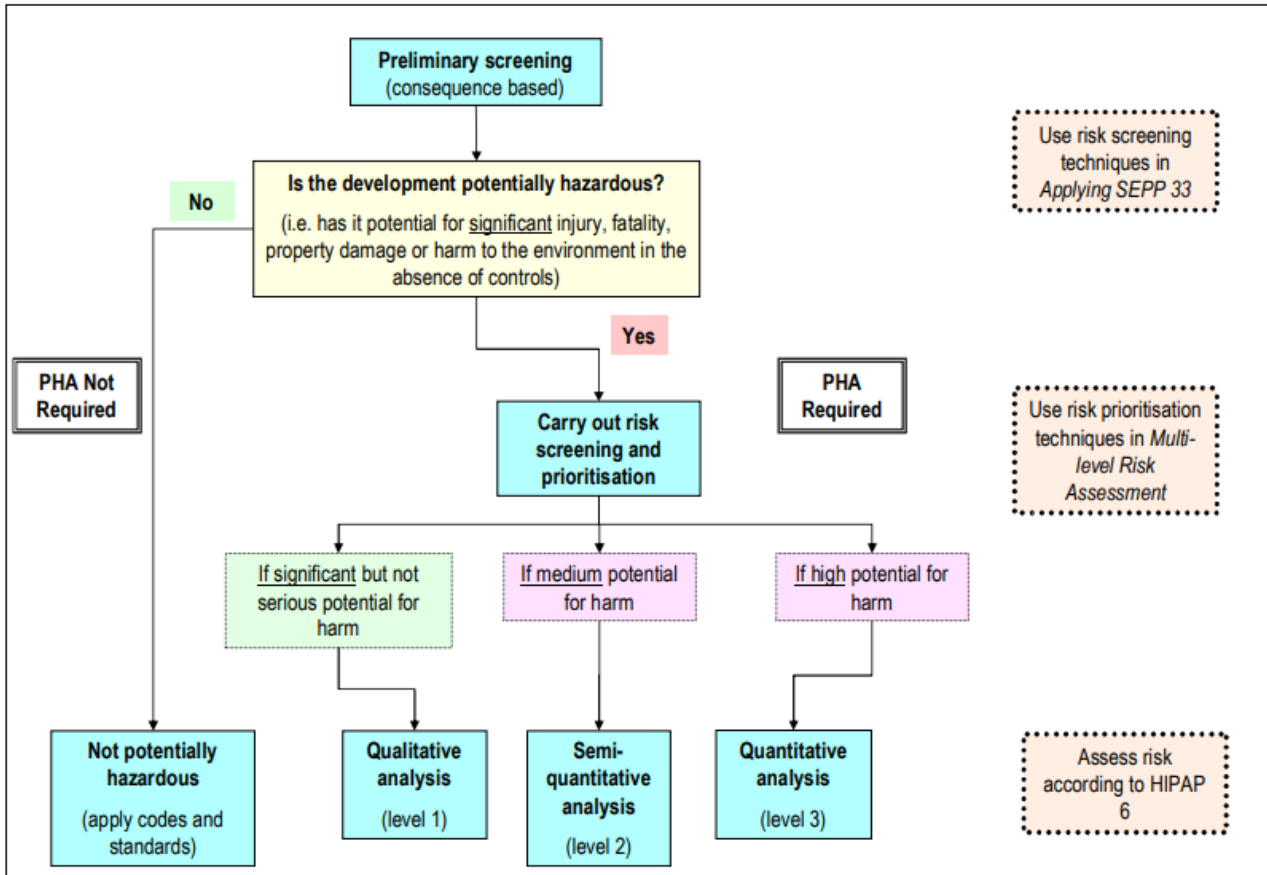 Preliminary screening
(consequence based)
Use risk screening
techniques in
Applying SEPP 33
Is the development potentially hazardous?
(i.e. has it potential for significant injury, fatality,
property damage or harm to the environment in the
absence of controls)
No
Yes
PHA Not
Required
PHA
Required
Carry out risk
screening and
prioritisation
Use risk prioritisation
techniques in Multi-
level Risk
Assessment
If significant but not
serious potential for
harm
If medium potential
for harm
If high potential for
harm
Not potentially
hazardous
(apply codes and
standards)
Qualitative
analysis
(level 1)
Semi-
quantitative
analysis
(level 2)
Quantitative
analysis
(level 3)
Assess risk
according to HIPAP
6